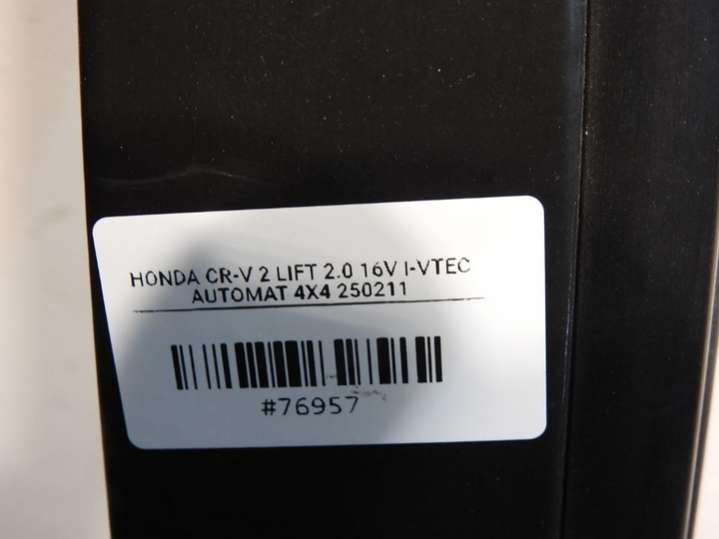 HONDA CR-V 2 LIFT 2.0 16V I-VTEC
AUTOMAT 4X4 250211
#76957